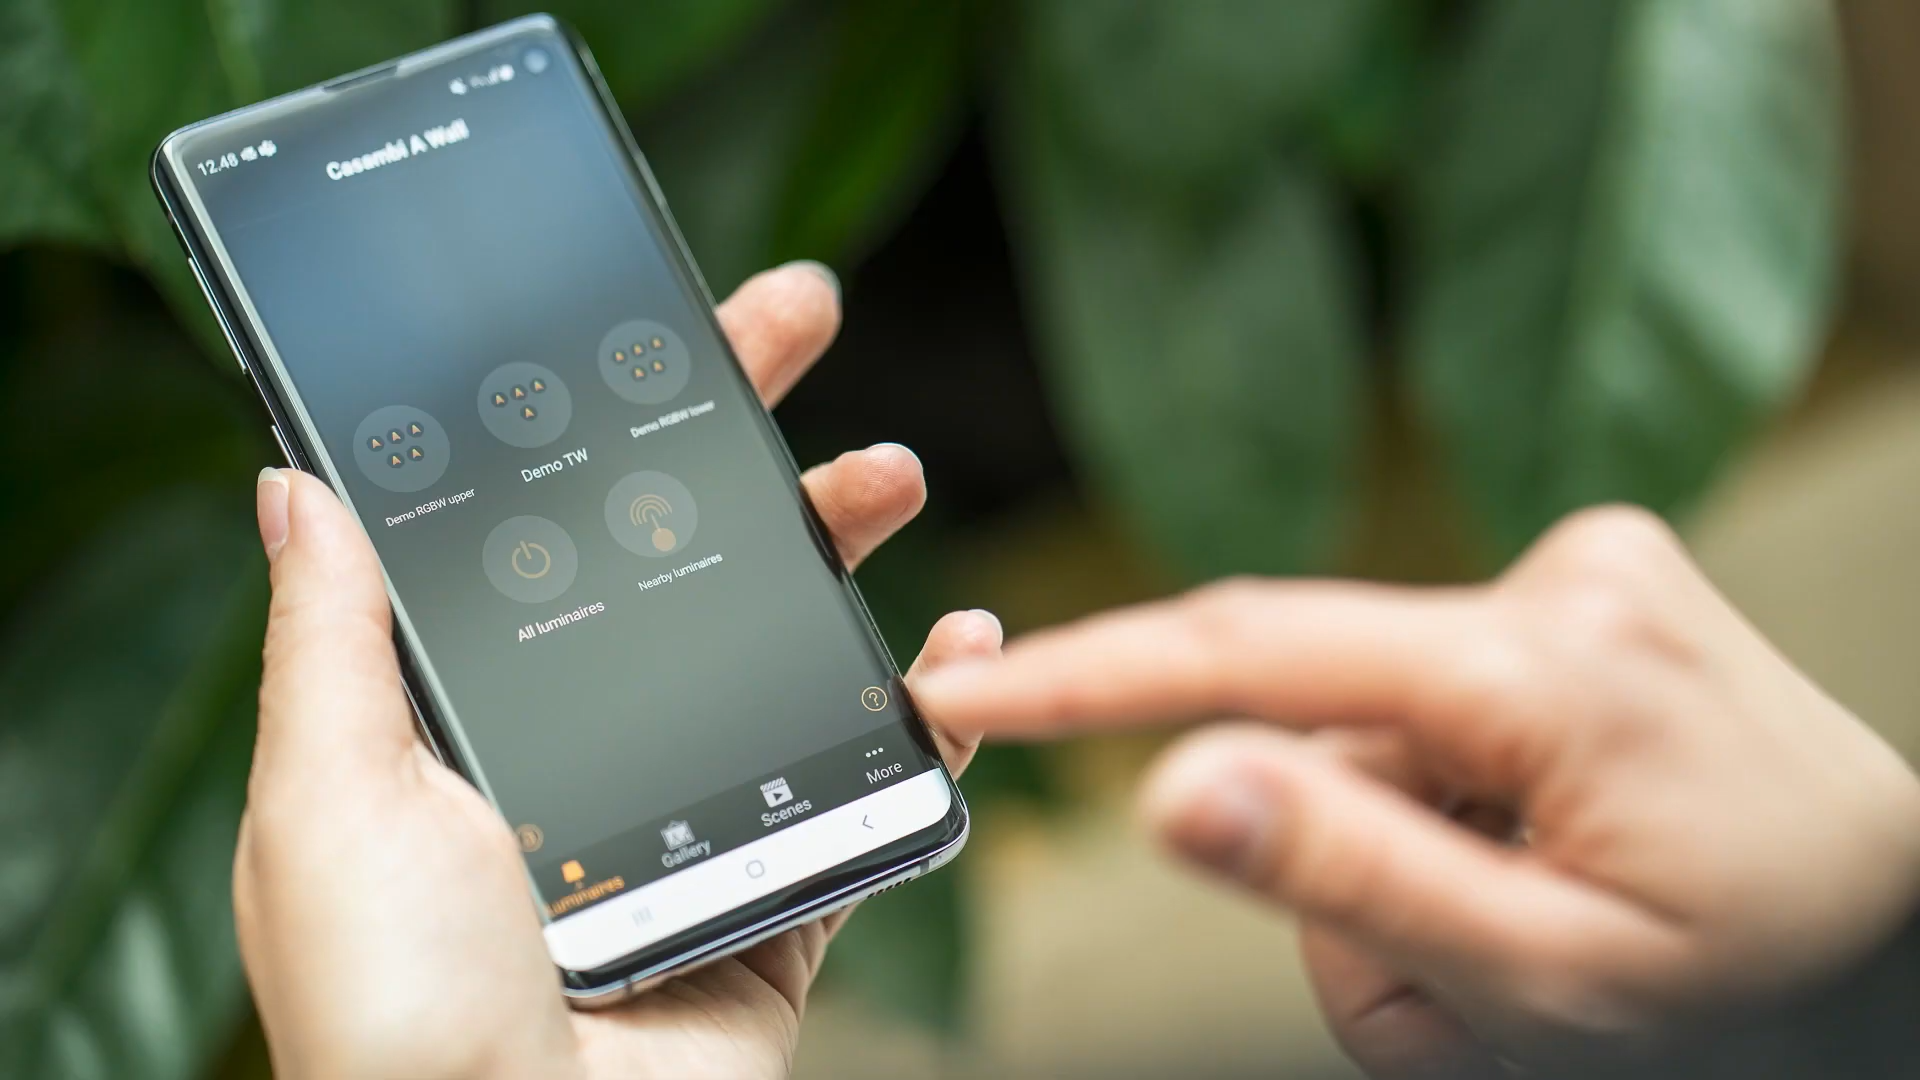 12.48
Casambi A Wall
Demo RGBW upper
Demo TW
Demo RGBW lower
All luminaires
Nearby luminaires
?
Luminaires
Gallery
Scenes
More